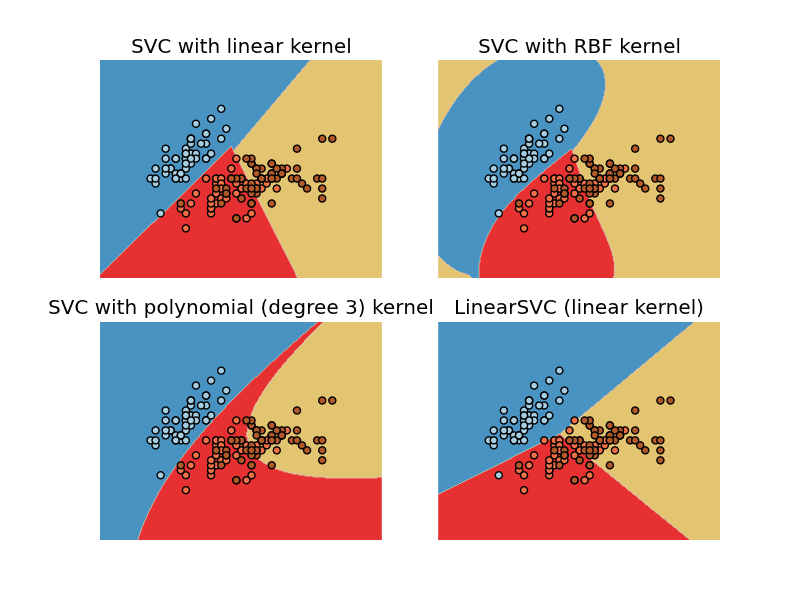 SVC with linear kernel
SVC with RBF kernel
SVC with polynomial (degree 3) kernel
LinearSVC (linear kernel)